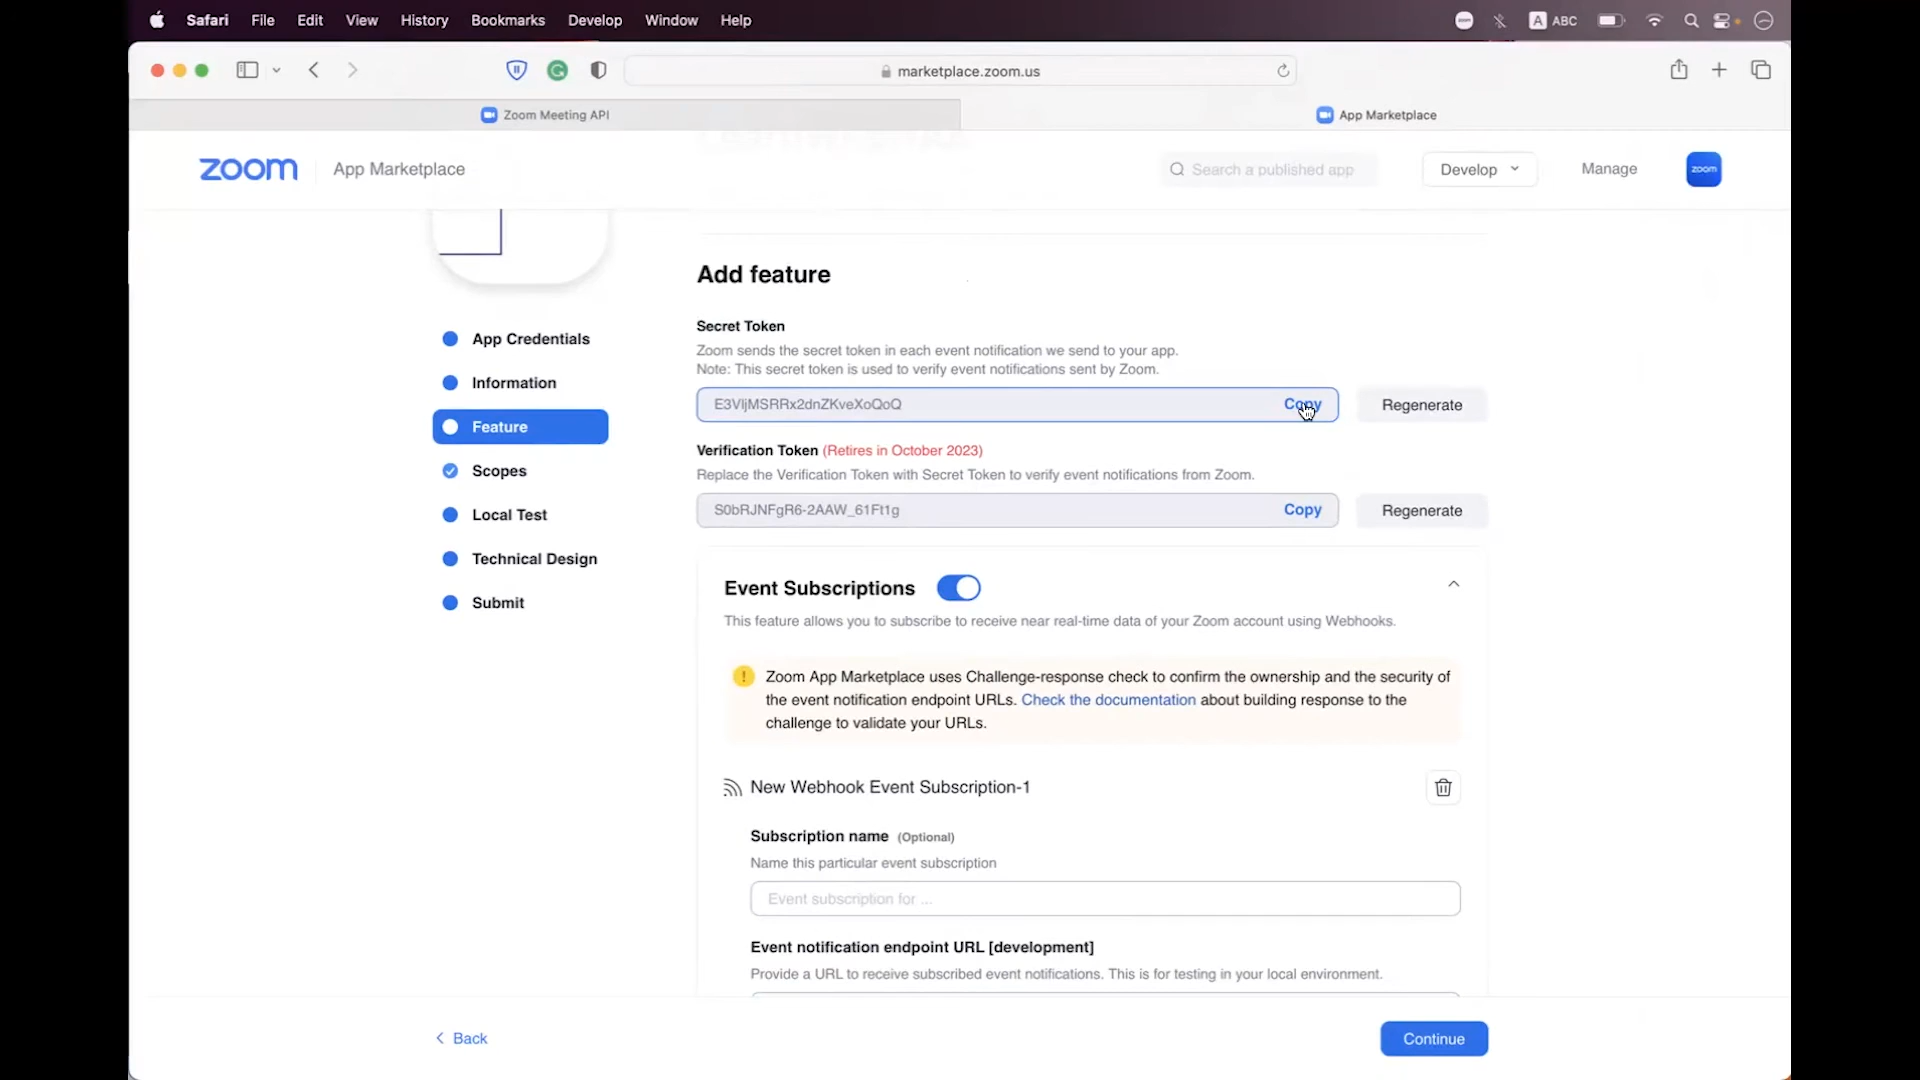 Safari File Edit View History Bookmarks Develop Window Help A ABC
marketplace.zoom.us
Zoom Meeting API App Marketplace
zoom App Marketplace Search a published app Develop Manage zoom
Add feature
Secret Token
Zoom sends the secret token in each event notification we send to your app.
Note: This secret token is used to verify event notifications sent by Zoom.
E3VljMSRRx2dnZKveXoQoQ Copy Regenerate
Verification Token (Retires in October 2023)
Replace the Verification Token with Secret Token to verify event notifications from Zoom.
S0bRJNFgR6-2AAW_61Ft1g Copy Regenerate
App Credentials
Information
Feature
Scopes
Local Test
Technical Design
Submit
Event Subscriptions
This feature allows you to subscribe to receive near real-time data of your Zoom account using Webhooks.
Zoom App Marketplace uses Challenge-response check to confirm the ownership and the security of
the event notification endpoint URLs. Check the documentation about building response to the
challenge to validate your URLs.
New Webhook Event Subscription-1
Subscription name (Optional)
Name this particular event subscription
Event subscription for ...
Event notification endpoint URL [development]
Provide a URL to receive subscribed event notifications. This is for testing in your local environment.
Back Continue